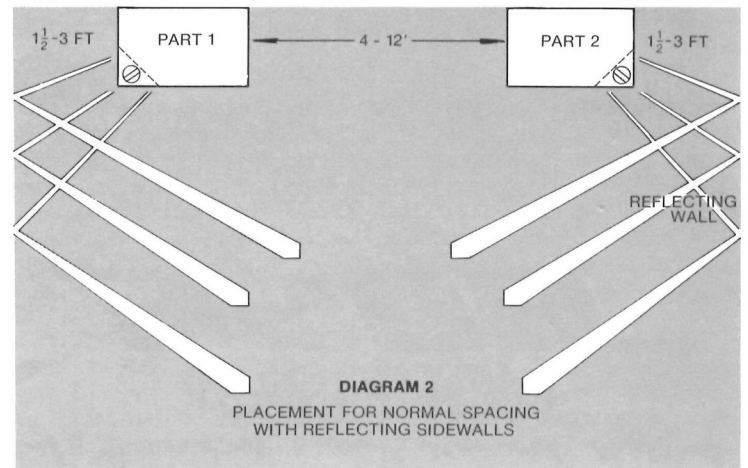 1½-3 FT
PART 1
4 - 12'
PART 2
1½-3 FT
REFLECTING
WALL
DIAGRAM 2
PLACEMENT FOR NORMAL SPACING
WITH REFLECTING SIDEWALLS